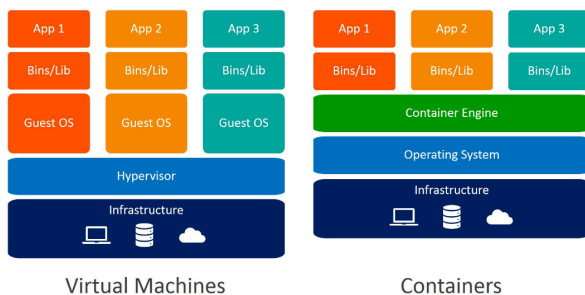 App 1
App 2
App 3
Bins/Lib
Bins/Lib
Bins/Lib
Guest OS
Guest OS
Guest OS
Hypervisor
Infrastructure
Virtual Machines
App 1
App 2
App 3
Bins/Lib
Bins/Lib
Bins/Lib
Container Engine
Operating System
Infrastructure
Containers